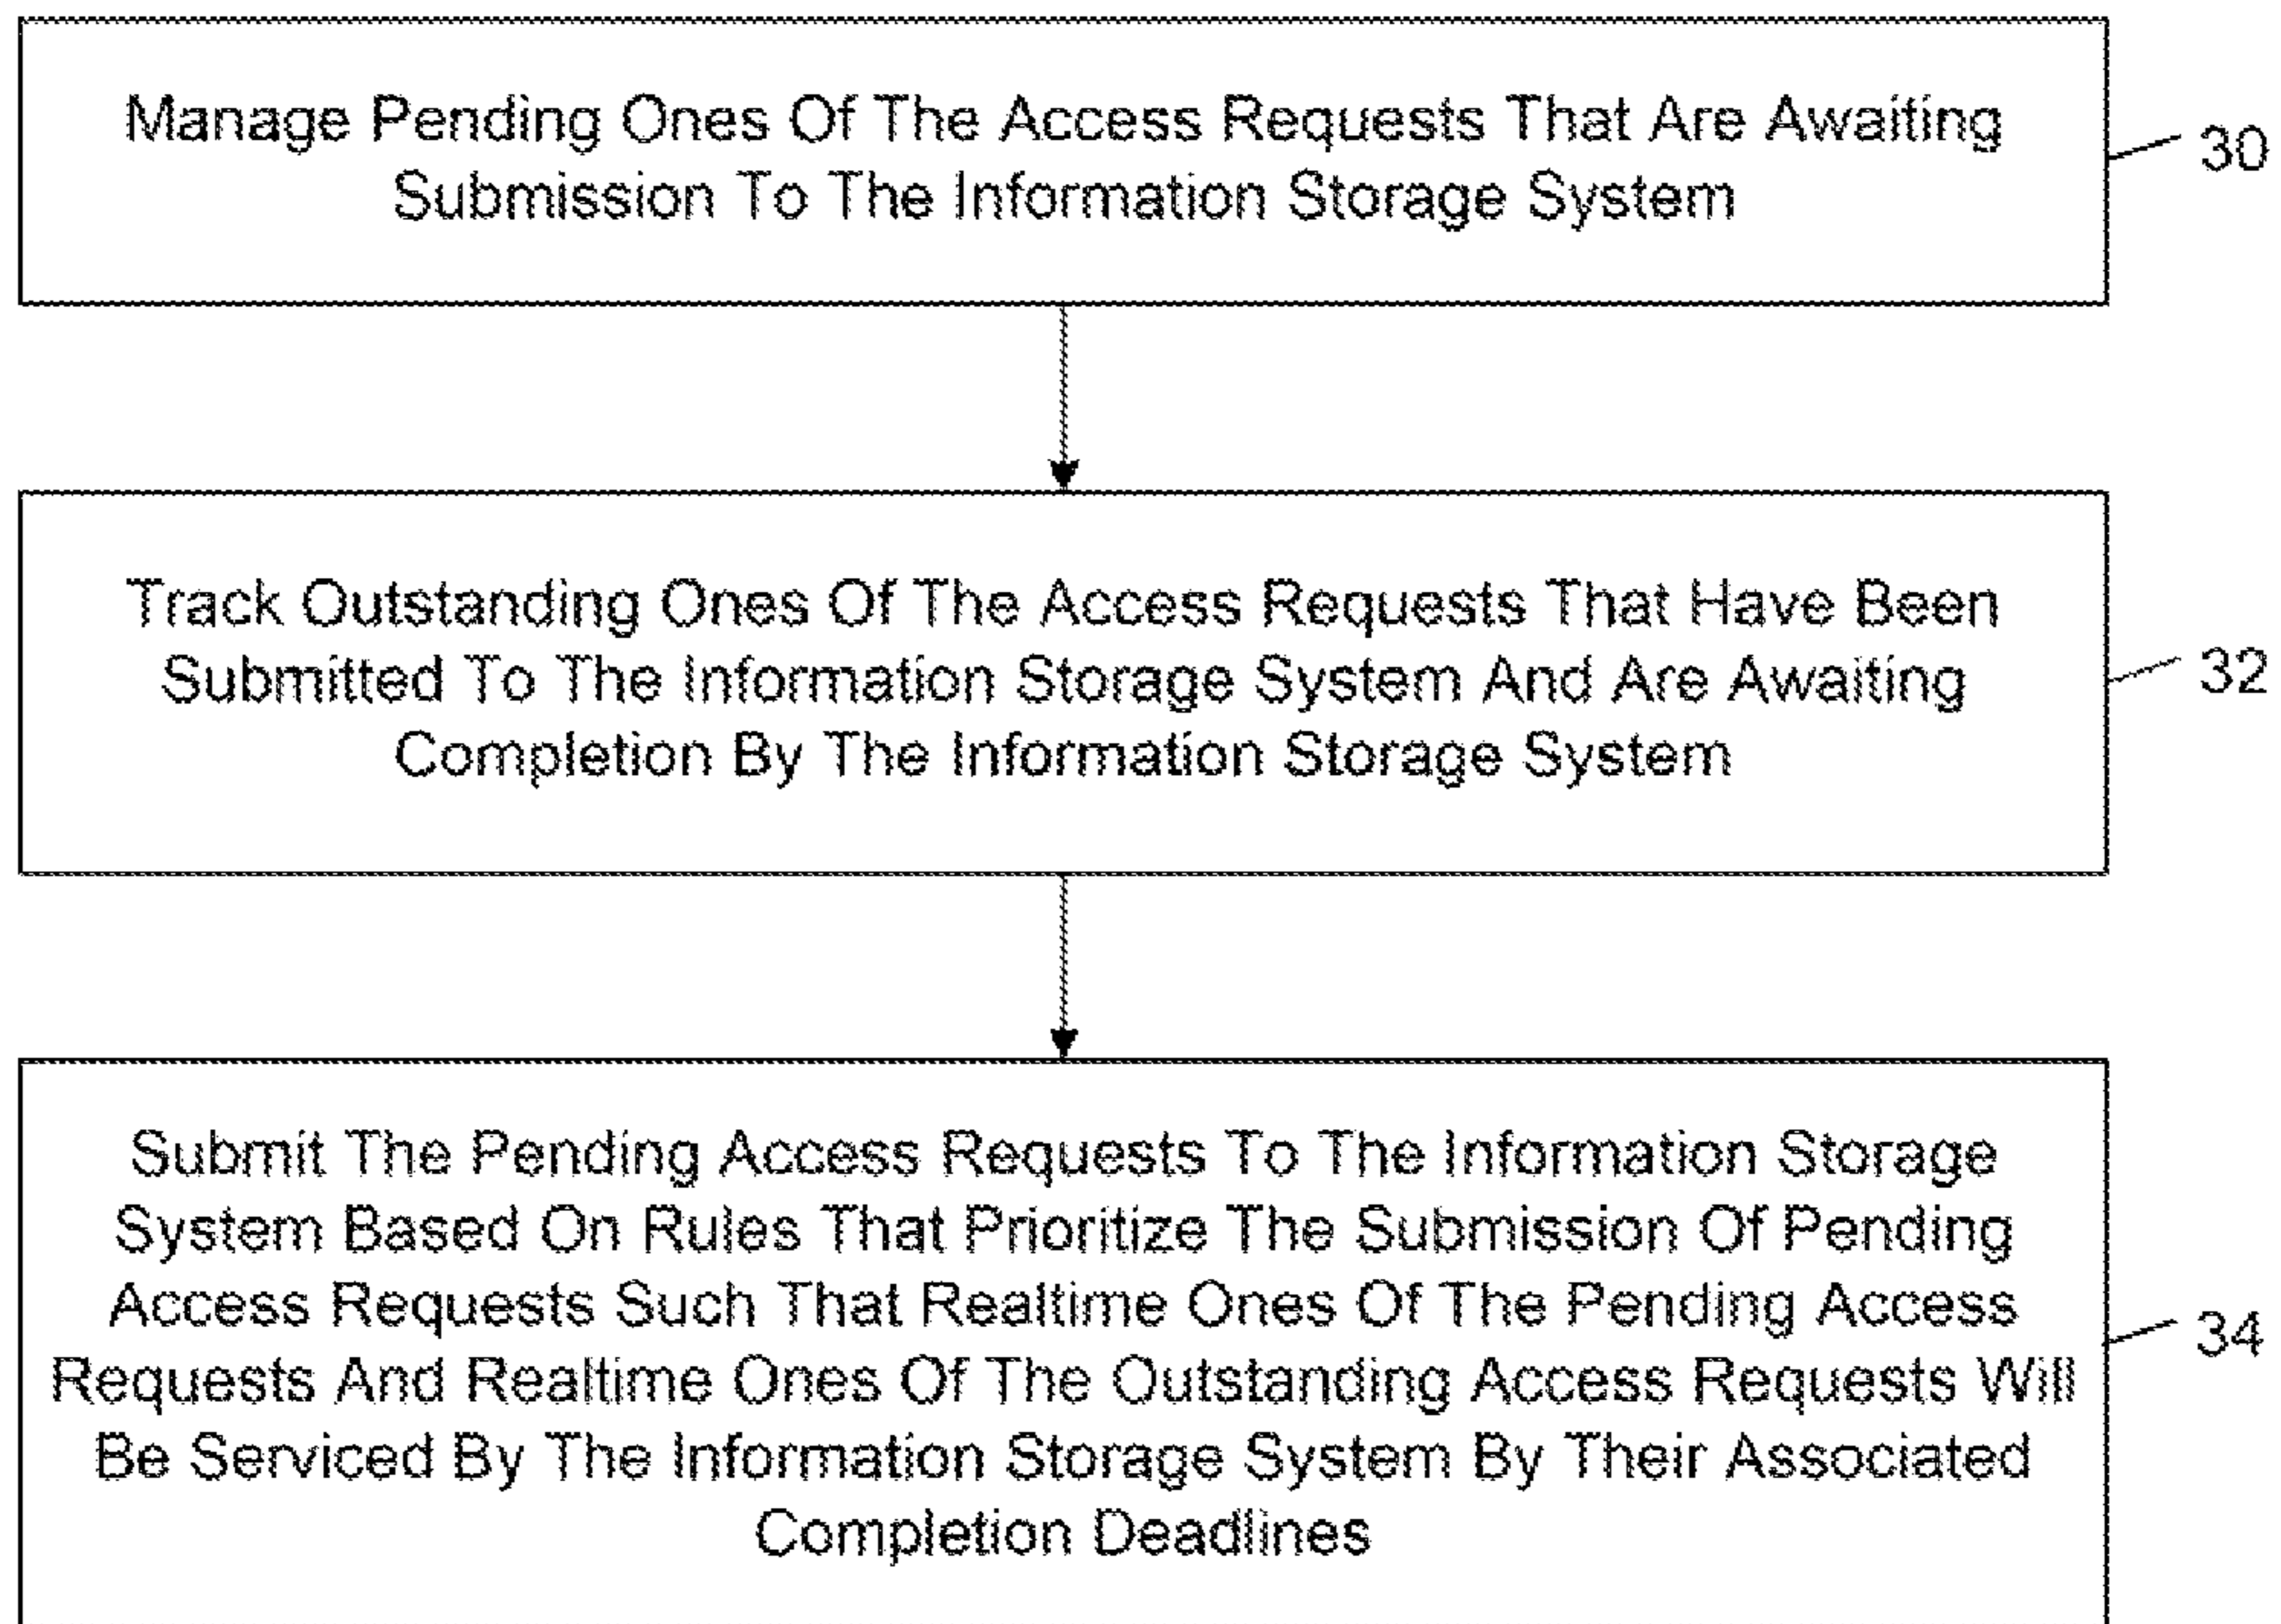 Manage Pending Ones Of The Access Requests That Are Awaiting
Submission To The Information Storage System
30
Track Outstanding Ones Of The Access Requests That Have Been
Submitted To The Information Storage System And Are Awaiting
Completion By The Information Storage System
32
Submit The Pending Access Requests To The Information Storage
System Based On Rules That Prioritize The Submission Of Pending
Access Requests Such That Realtime Ones Of The Pending Access
Requests And Realtime Ones Of The Outstanding Access Requests Will
Be Serviced By The Information Storage System By Their Associated
Completion Deadlines
34